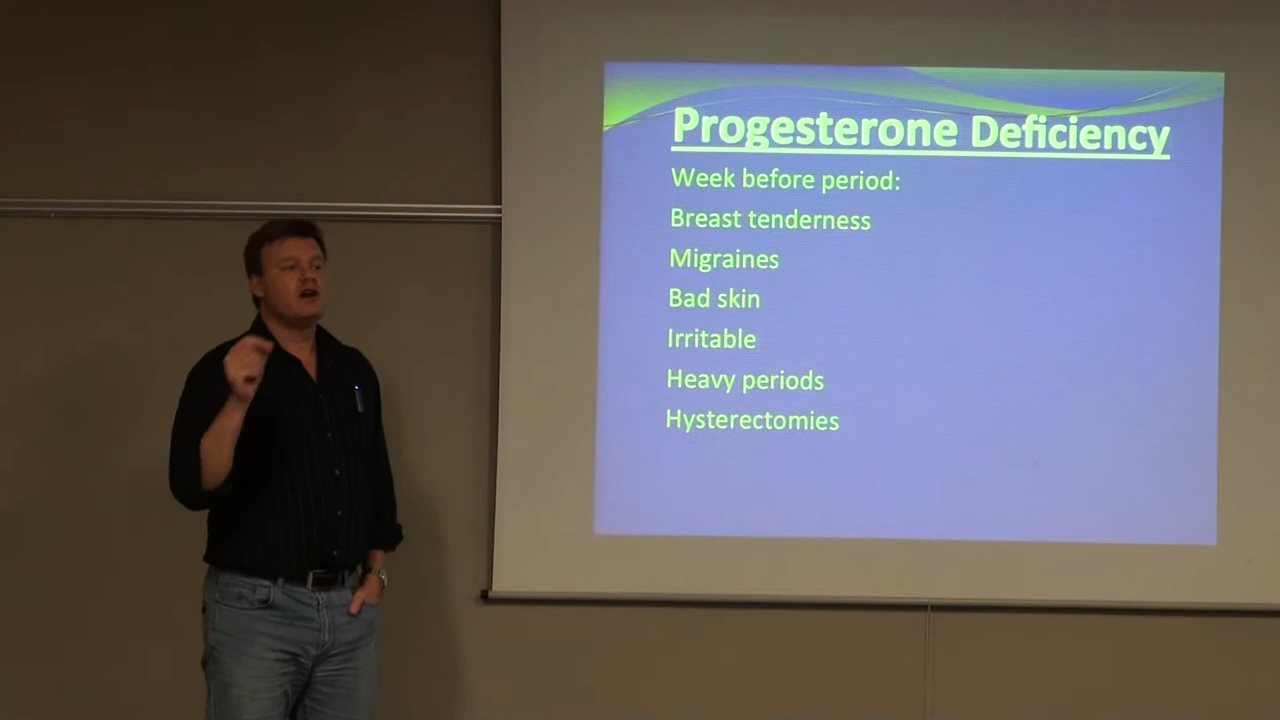 Progesterone Deficiency
Week before period:
Breast tenderness
Migraines
Bad skin
Irritable
Heavy periods
Hysterectomies